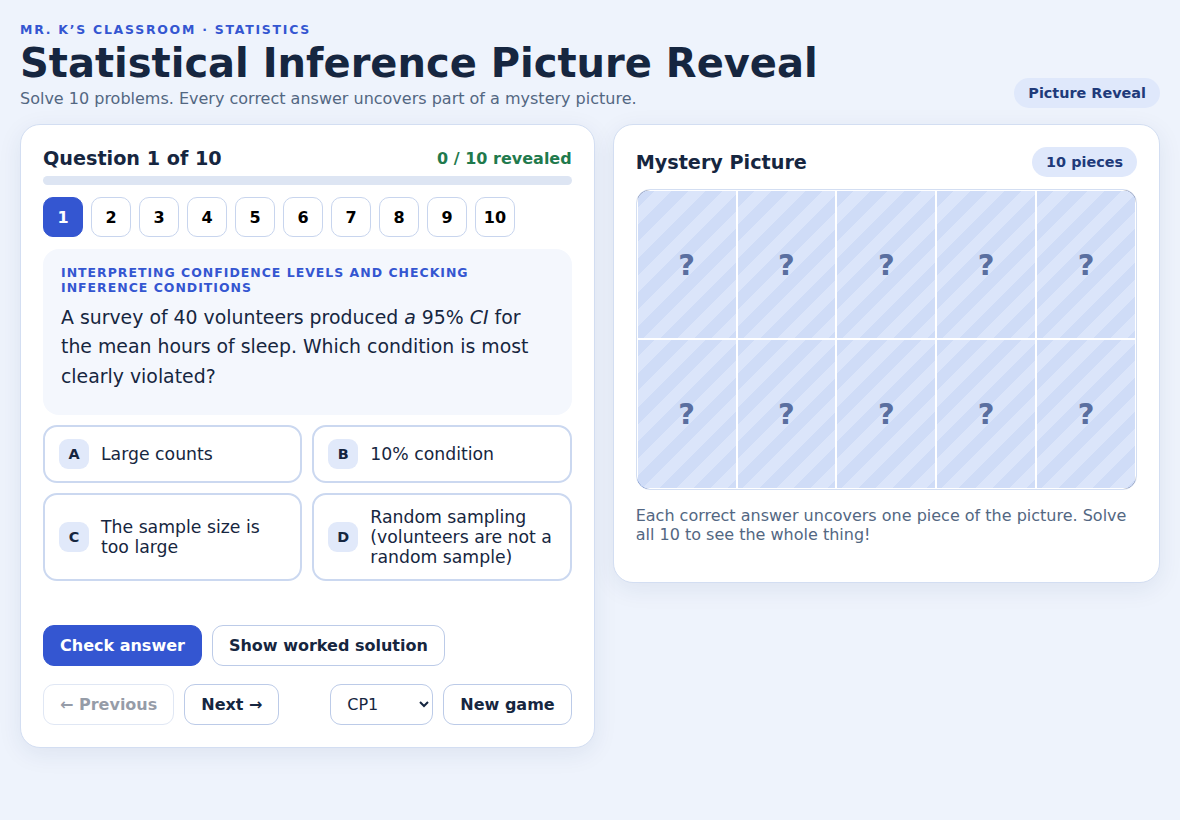 MR. K’S CLASSROOM · STATISTICS
Statistical Inference Picture Reveal
Solve 10 problems. Every correct answer uncovers part of a mystery picture.
Picture Reveal
Question 1 of 10
0 / 10 revealed
1 2 3 4 5 6 7 8 9 10
INTERPRETING CONFIDENCE LEVELS AND CHECKING
INFERENCE CONDITIONS
A survey of 40 volunteers produced a 95% CI for
the mean hours of sleep. Which condition is most
clearly violated?
A Large counts
B 10% condition
C The sample size is
too large
D Random sampling
(volunteers are not a
random sample)
Check answer
Show worked solution
← Previous
Next →
CP1
New game
Mystery Picture
10 pieces
? ? ? ? ?
? ? ? ? ?
Each correct answer uncovers one piece of the picture. Solve
all 10 to see the whole thing!